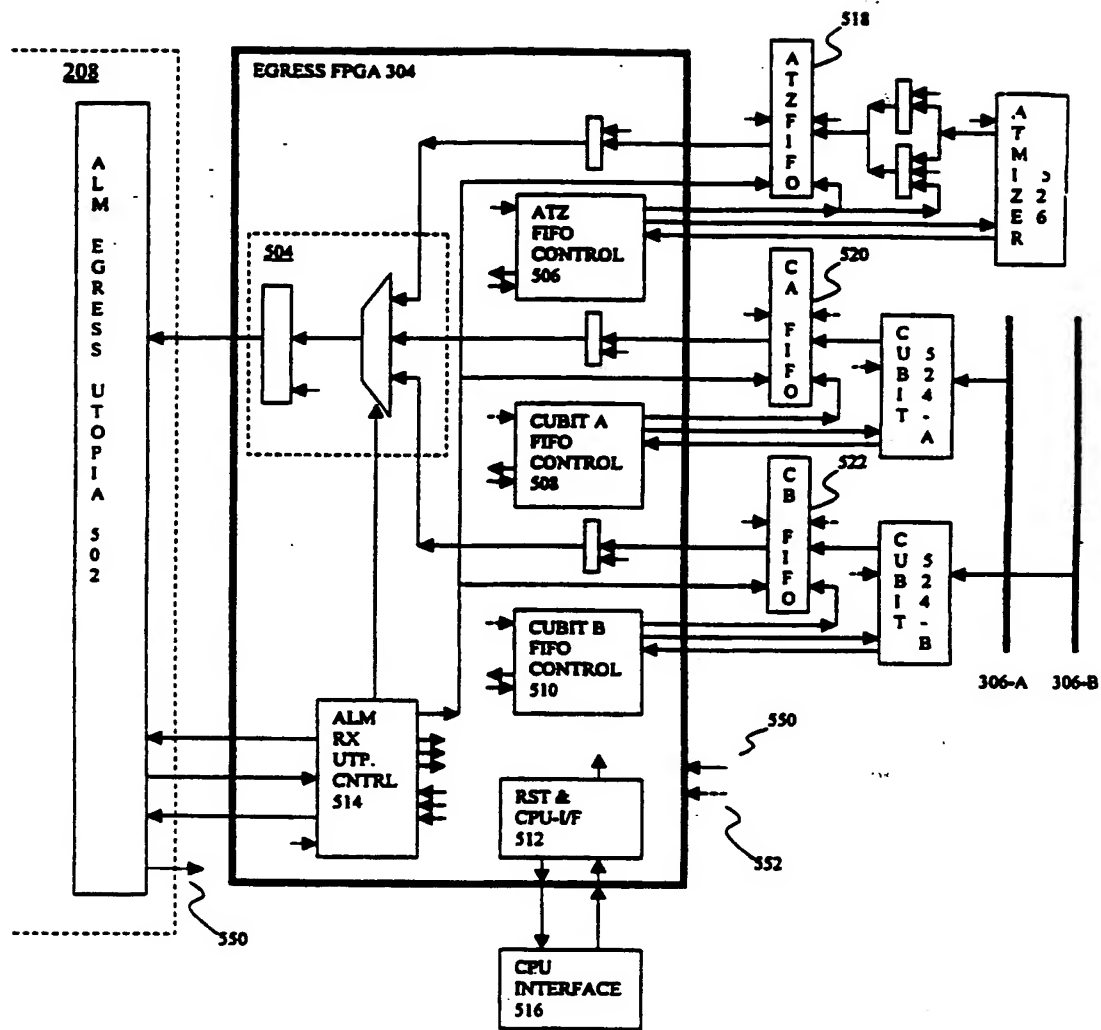 518
208
EGRESS FPGA 304
ATZFIFO
ATMIZER 526
ALM EGRESS UTOPIA 502
ATZ
FIFO
CONTROL
506
504
520
CA FIFO
CUBIT 524-A
CUBIT A
FIFO
CONTROL
508
522
CB FIFO
CUBIT 524-B
CUBIT B
FIFO
CONTROL
510
306-A 306-B
ALM
RX
UTP.
CNTRL
514
550
RST &
CPU-I/F
512
552
550
CPU
INTERFACE
516